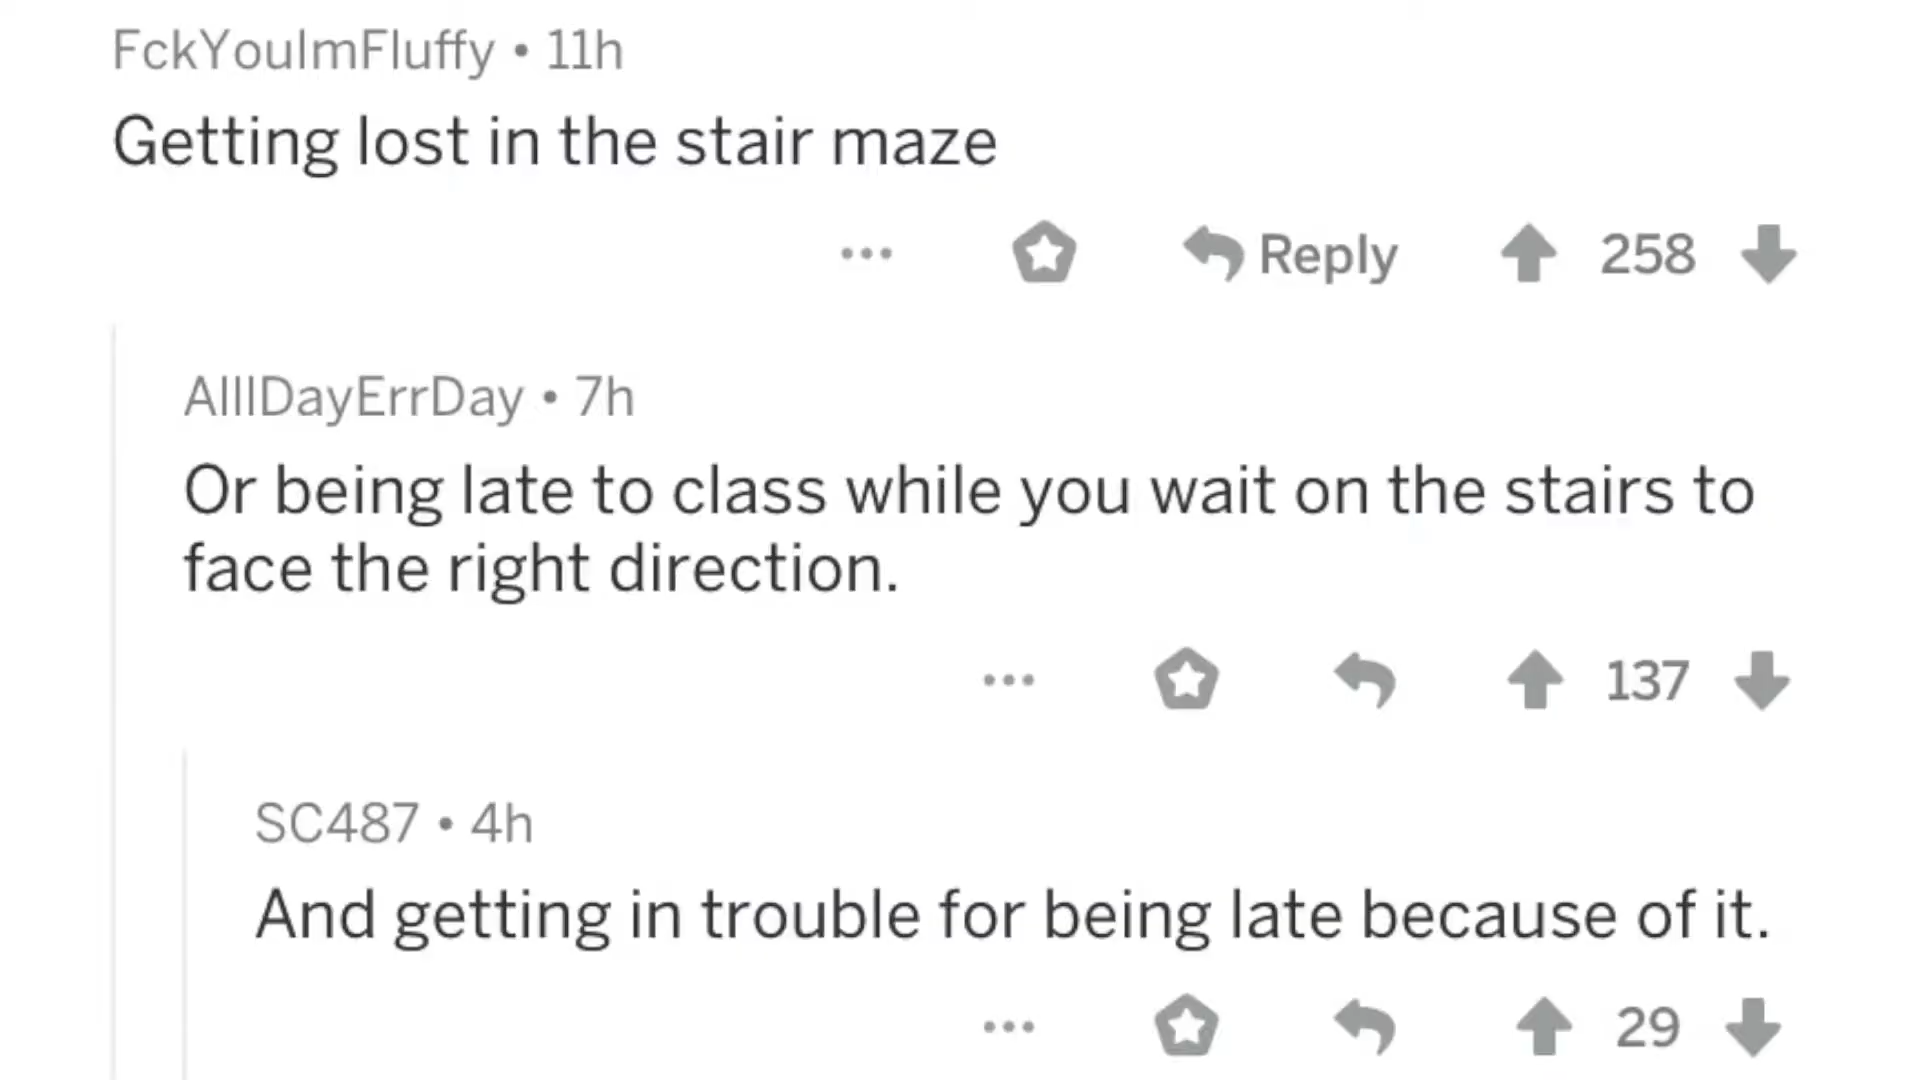 FckYouImFluffy • 11h
Getting lost in the stair maze
Reply 258
AlllDayErrDay • 7h
Or being late to class while you wait on the stairs to
face the right direction.
137
SC487 • 4h
And getting in trouble for being late because of it.
29